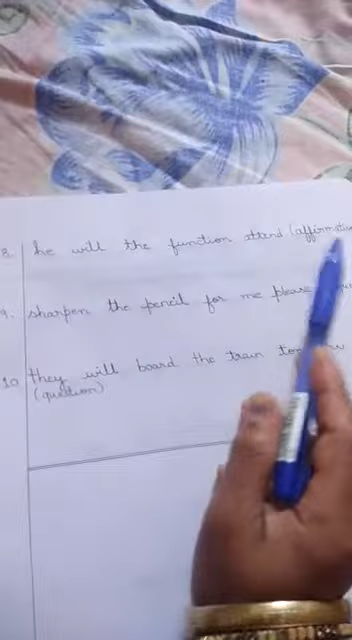 8. he will the function attend (affirmative
9. sharpen the pencil for me please
10 they will board the train
(question)